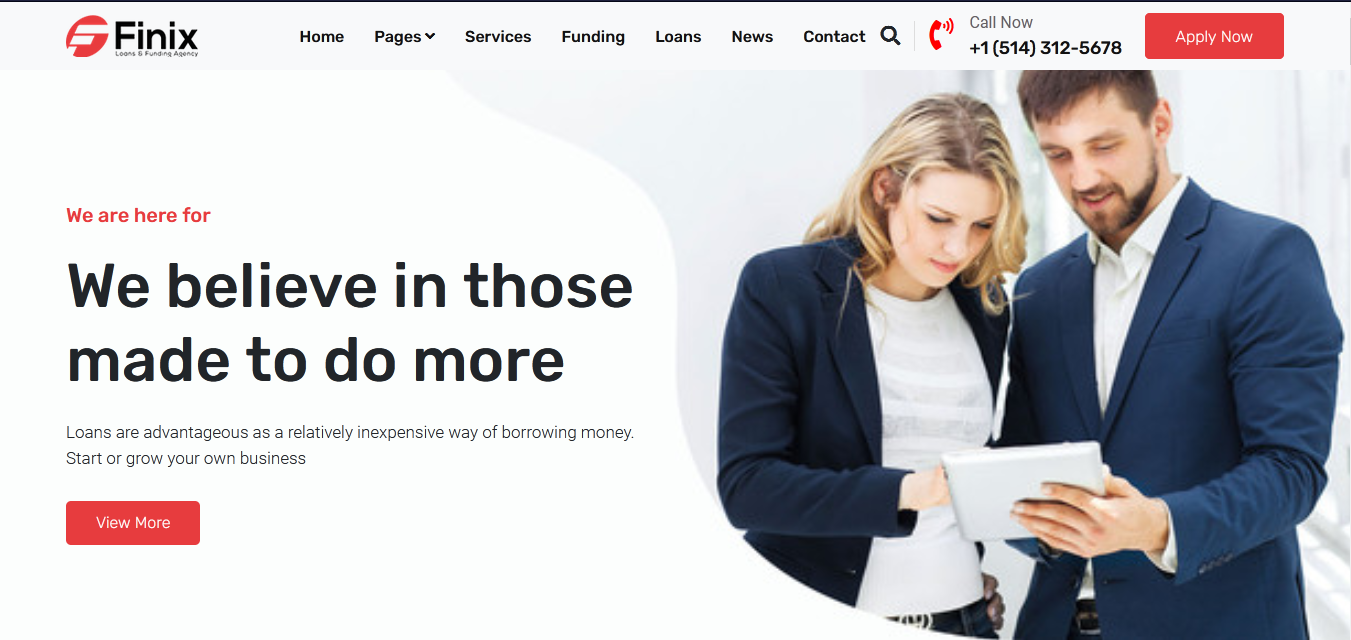 Finix
Loans & Funding Agency
Home
Pages
Services
Funding
Loans
News
Contact
Call Now
+1 (514) 312-5678
Apply Now
We are here for
We believe in those
made to do more
Loans are advantageous as a relatively inexpensive way of borrowing money.
Start or grow your own business
View More